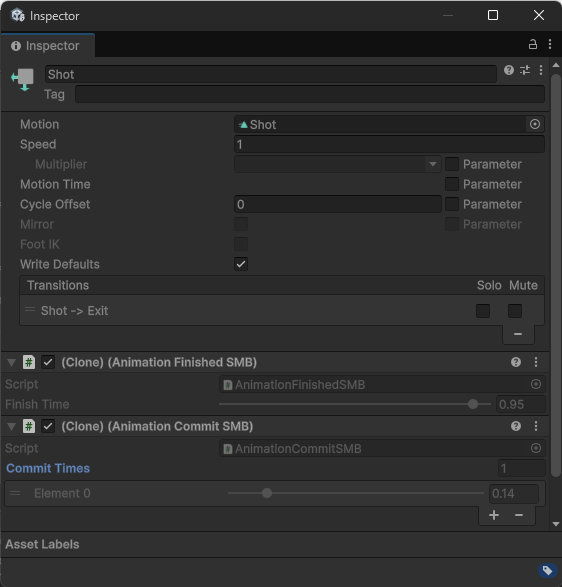 Inspector
Inspector
Shot
Tag
Motion Shot
Speed 1
Multiplier Parameter
Motion Time Parameter
Cycle Offset 0 Parameter
Mirror Parameter
Foot IK
Write Defaults
Transitions Solo Mute
Shot -> Exit
(Clone) (Animation Finished SMB)
Script AnimationFinishedSMB
Finish Time 0.95
(Clone) (Animation Commit SMB)
Script AnimationCommitSMB
Commit Times 1
Element 0 0.14
Asset Labels